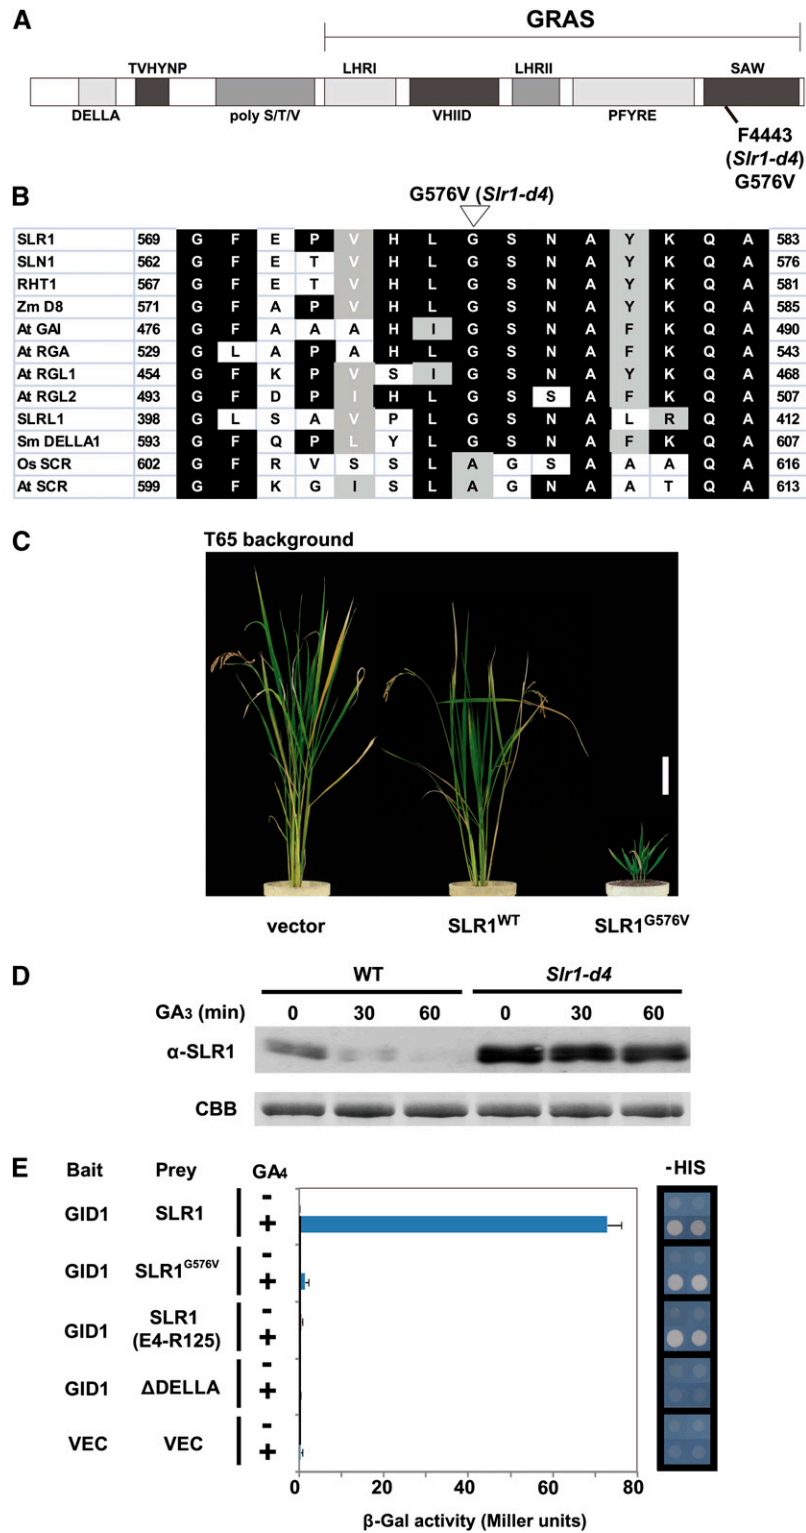 A
GRAS
TVHYNP LHRI LHRII SAW
DELLA poly S/T/V VHIID PFYRE
F4443
(Slr1-d4)
G576V
B
G576V (Slr1-d4)
SLR1 569 G F E P V H L G S N A Y K Q A 583
SLN1 562 G F E T V H L G S N A Y K Q A 576
RHT1 567 G F E T V H L G S N A Y K Q A 581
Zm D8 571 G F A P V H L G S N A Y K Q A 585
At GAI 476 G F A A A H I G S N A F K Q A 490
At RGA 529 G L A P A H L G S N A F K Q A 543
At RGL1 454 G F K P V S I G S N A Y K Q A 468
At RGL2 493 G F D P I H L G S S A F K Q A 507
SLRL1 398 G L S A V P L G S N A L R Q A 412
Sm DELLA1 593 G F Q P L Y L G S N A F K Q A 607
Os SCR 602 G F R V S S L A G S A A A Q A 616
At SCR 599 G F K G I S L A G N A A T Q A 613
C
T65 background
vector SLR1WT SLR1G576V
D
WT Slr1-d4
GA3 (min) 0 30 60 0 30 60
α-SLR1
CBB
E
Bait Prey GA4 -HIS
GID1 SLR1 - +
GID1 SLR1G576V - +
GID1 SLR1 (E4-R125) - +
GID1 ΔDELLA - +
VEC VEC - +
0 20 40 60 80
β-Gal activity (Miller units)